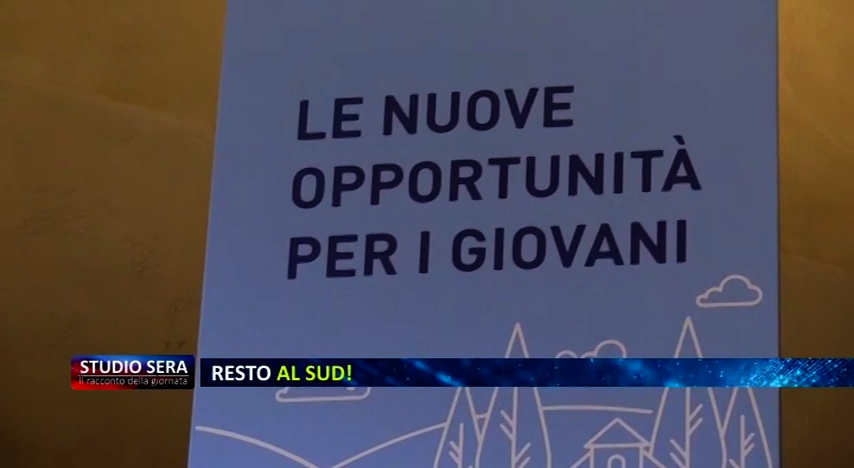 LE NUOVE
OPPORTUNITÀ
PER I GIOVANI
STUDIO SERA
il racconto della giornata
RESTO AL SUD!